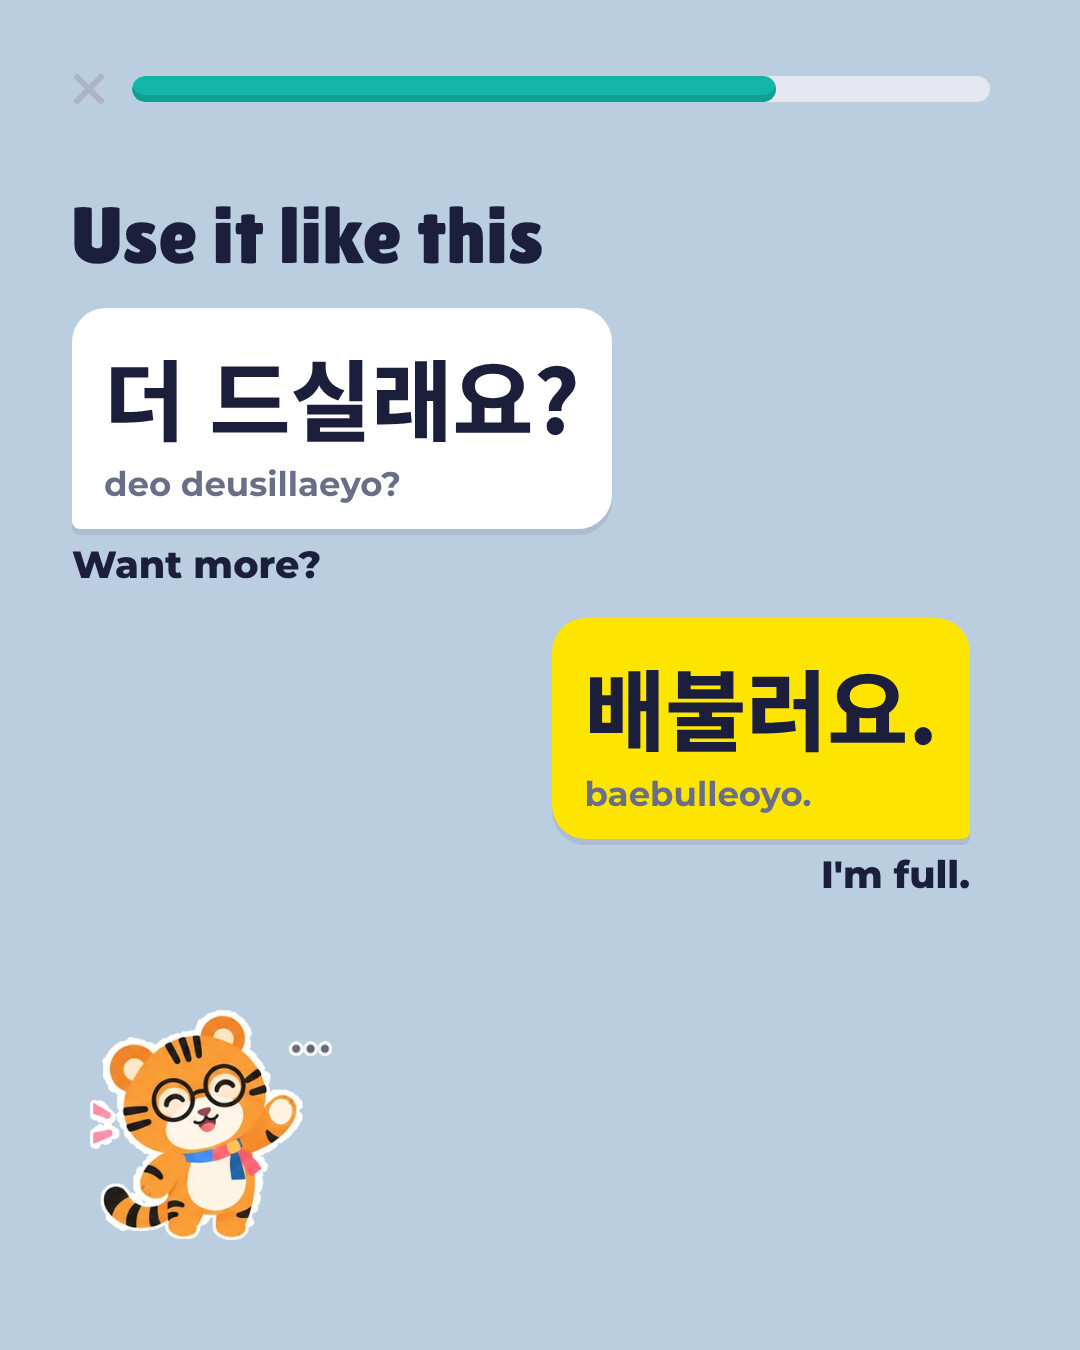 Use it like this
더 드실래요?
deo deusillaeyo?
Want more?
배불러요.
baebulleoyo.
I'm full.